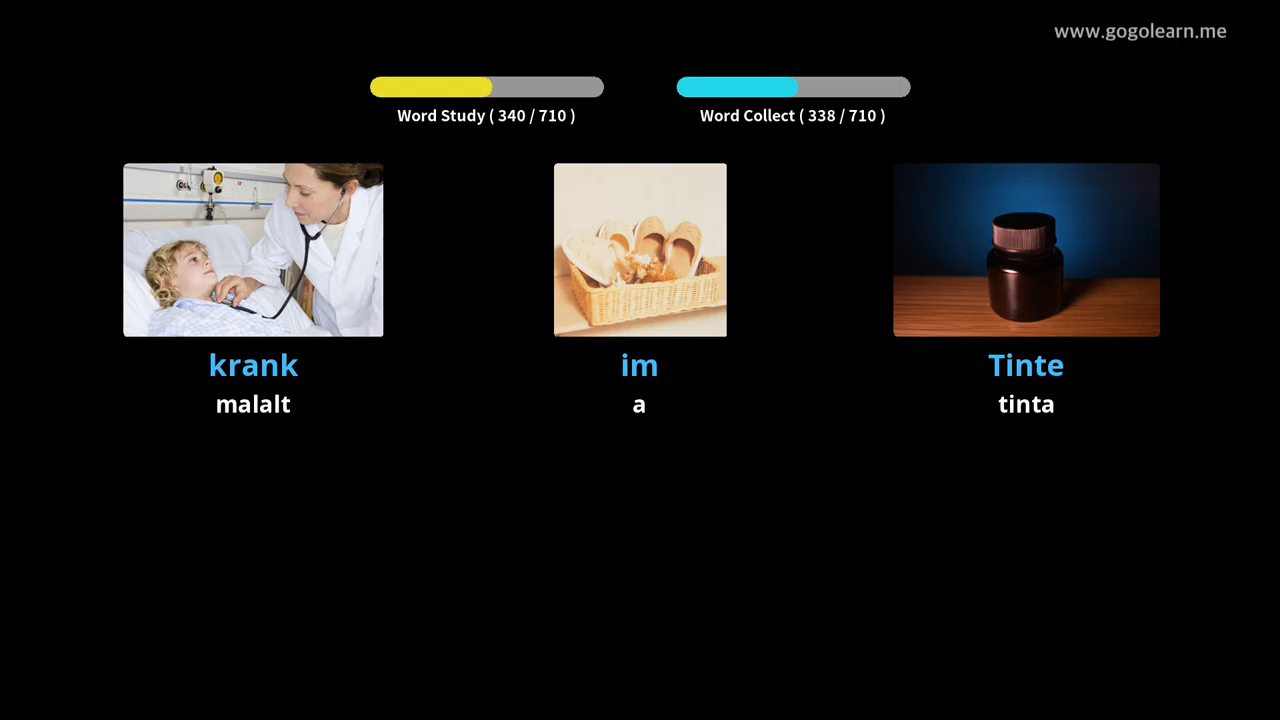 www.gogolearn.me
Word Study ( 340 / 710 )
Word Collect ( 338 / 710 )
krank
im
Tinte
malalt
a
tinta